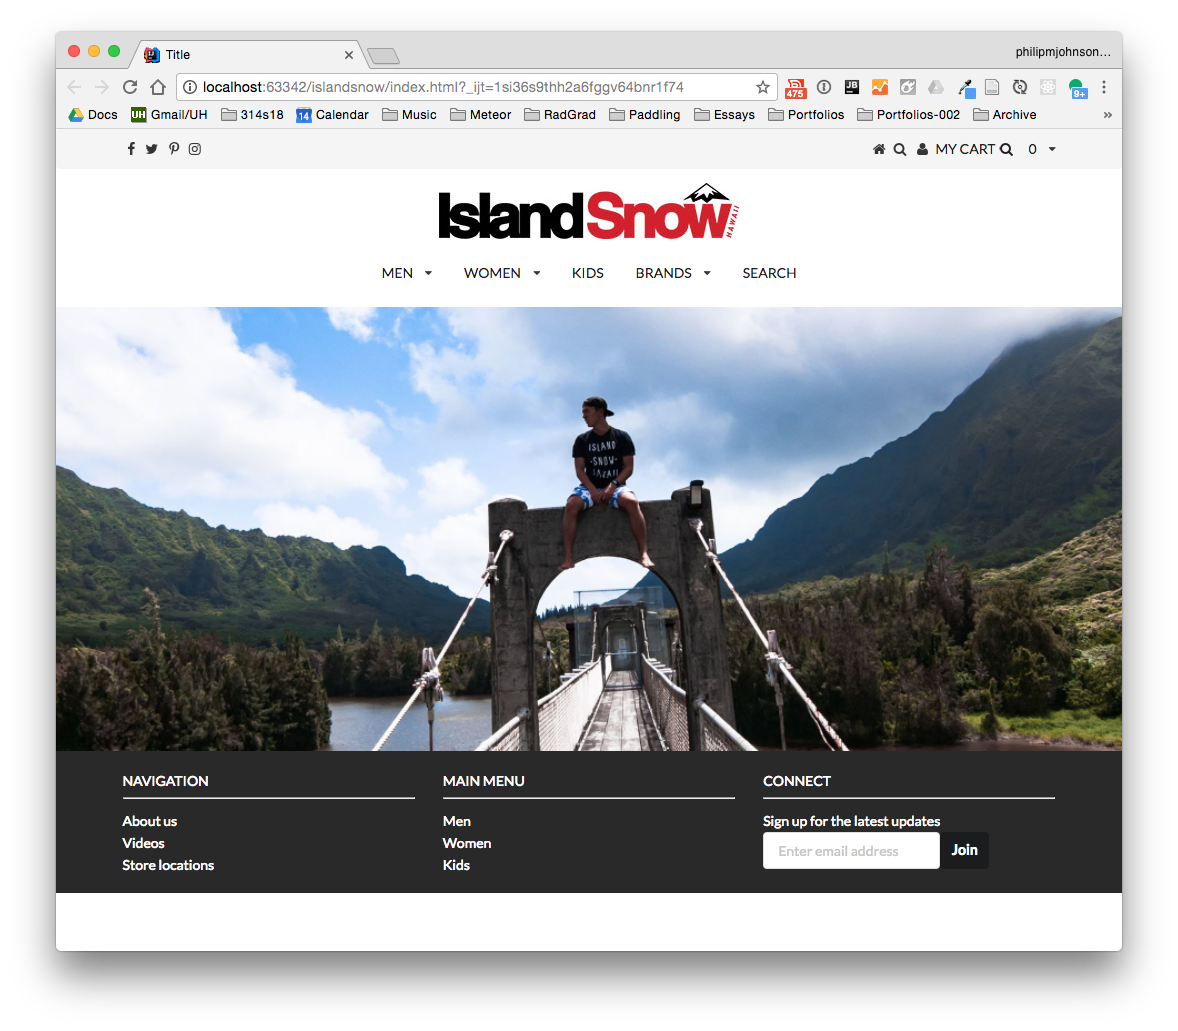 Title
philipmjohnson...
localhost:63342/islandsnow/index.html?_ijt=1si36s9thh2a6fggv64bnr1f74
475
JB
9+
Docs
UH Gmail/UH
314s18
14 Calendar
Music
Meteor
RadGrad
Paddling
Essays
Portfolios
Portfolios-002
Archive
»
MY CART 0
IslandSnow
HAWAII
MEN WOMEN KIDS BRANDS SEARCH
ISLAND
-SNOW-
NAVIGATION
About us
Videos
Store locations
MAIN MENU
Men
Women
Kids
CONNECT
Sign up for the latest updates
Enter email address
Join